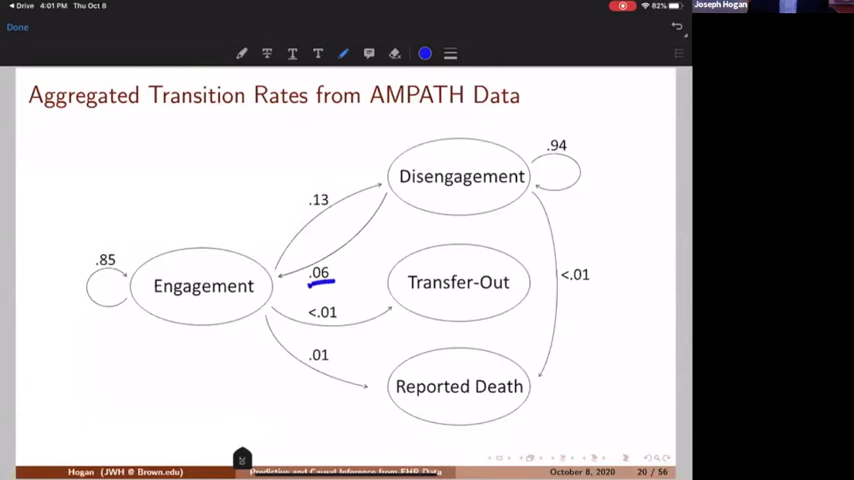 Drive 4:01 PM Thu Oct 8
82%
Joseph Hogan
Done
T T T
Aggregated Transition Rates from AMPATH Data
.94
Disengagement
.13
.85
.06
<.01
Engagement
Transfer-Out
<.01
.01
Reported Death
20
Hogan (JWH @ Brown.edu)
Predictive and Causal Inference from EHR Data
October 8, 2020
20 / 56